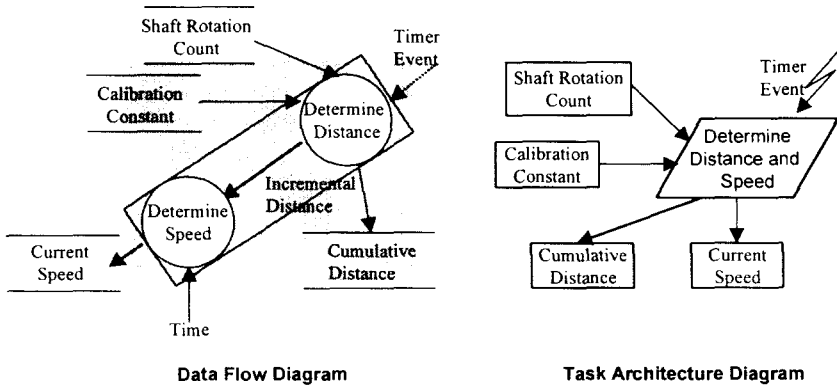 Shaft Rotation
Count
Timer
Event
Calibration
Constant
Determine
Distance
Incremental
Distance
Determine
Speed
Current
Speed
Cumulative
Distance
Time
Data Flow Diagram
Shaft Rotation
Count
Timer
Event
Calibration
Constant
Determine
Distance and
Speed
Cumulative
Distance
Current
Speed
Task Architecture Diagram